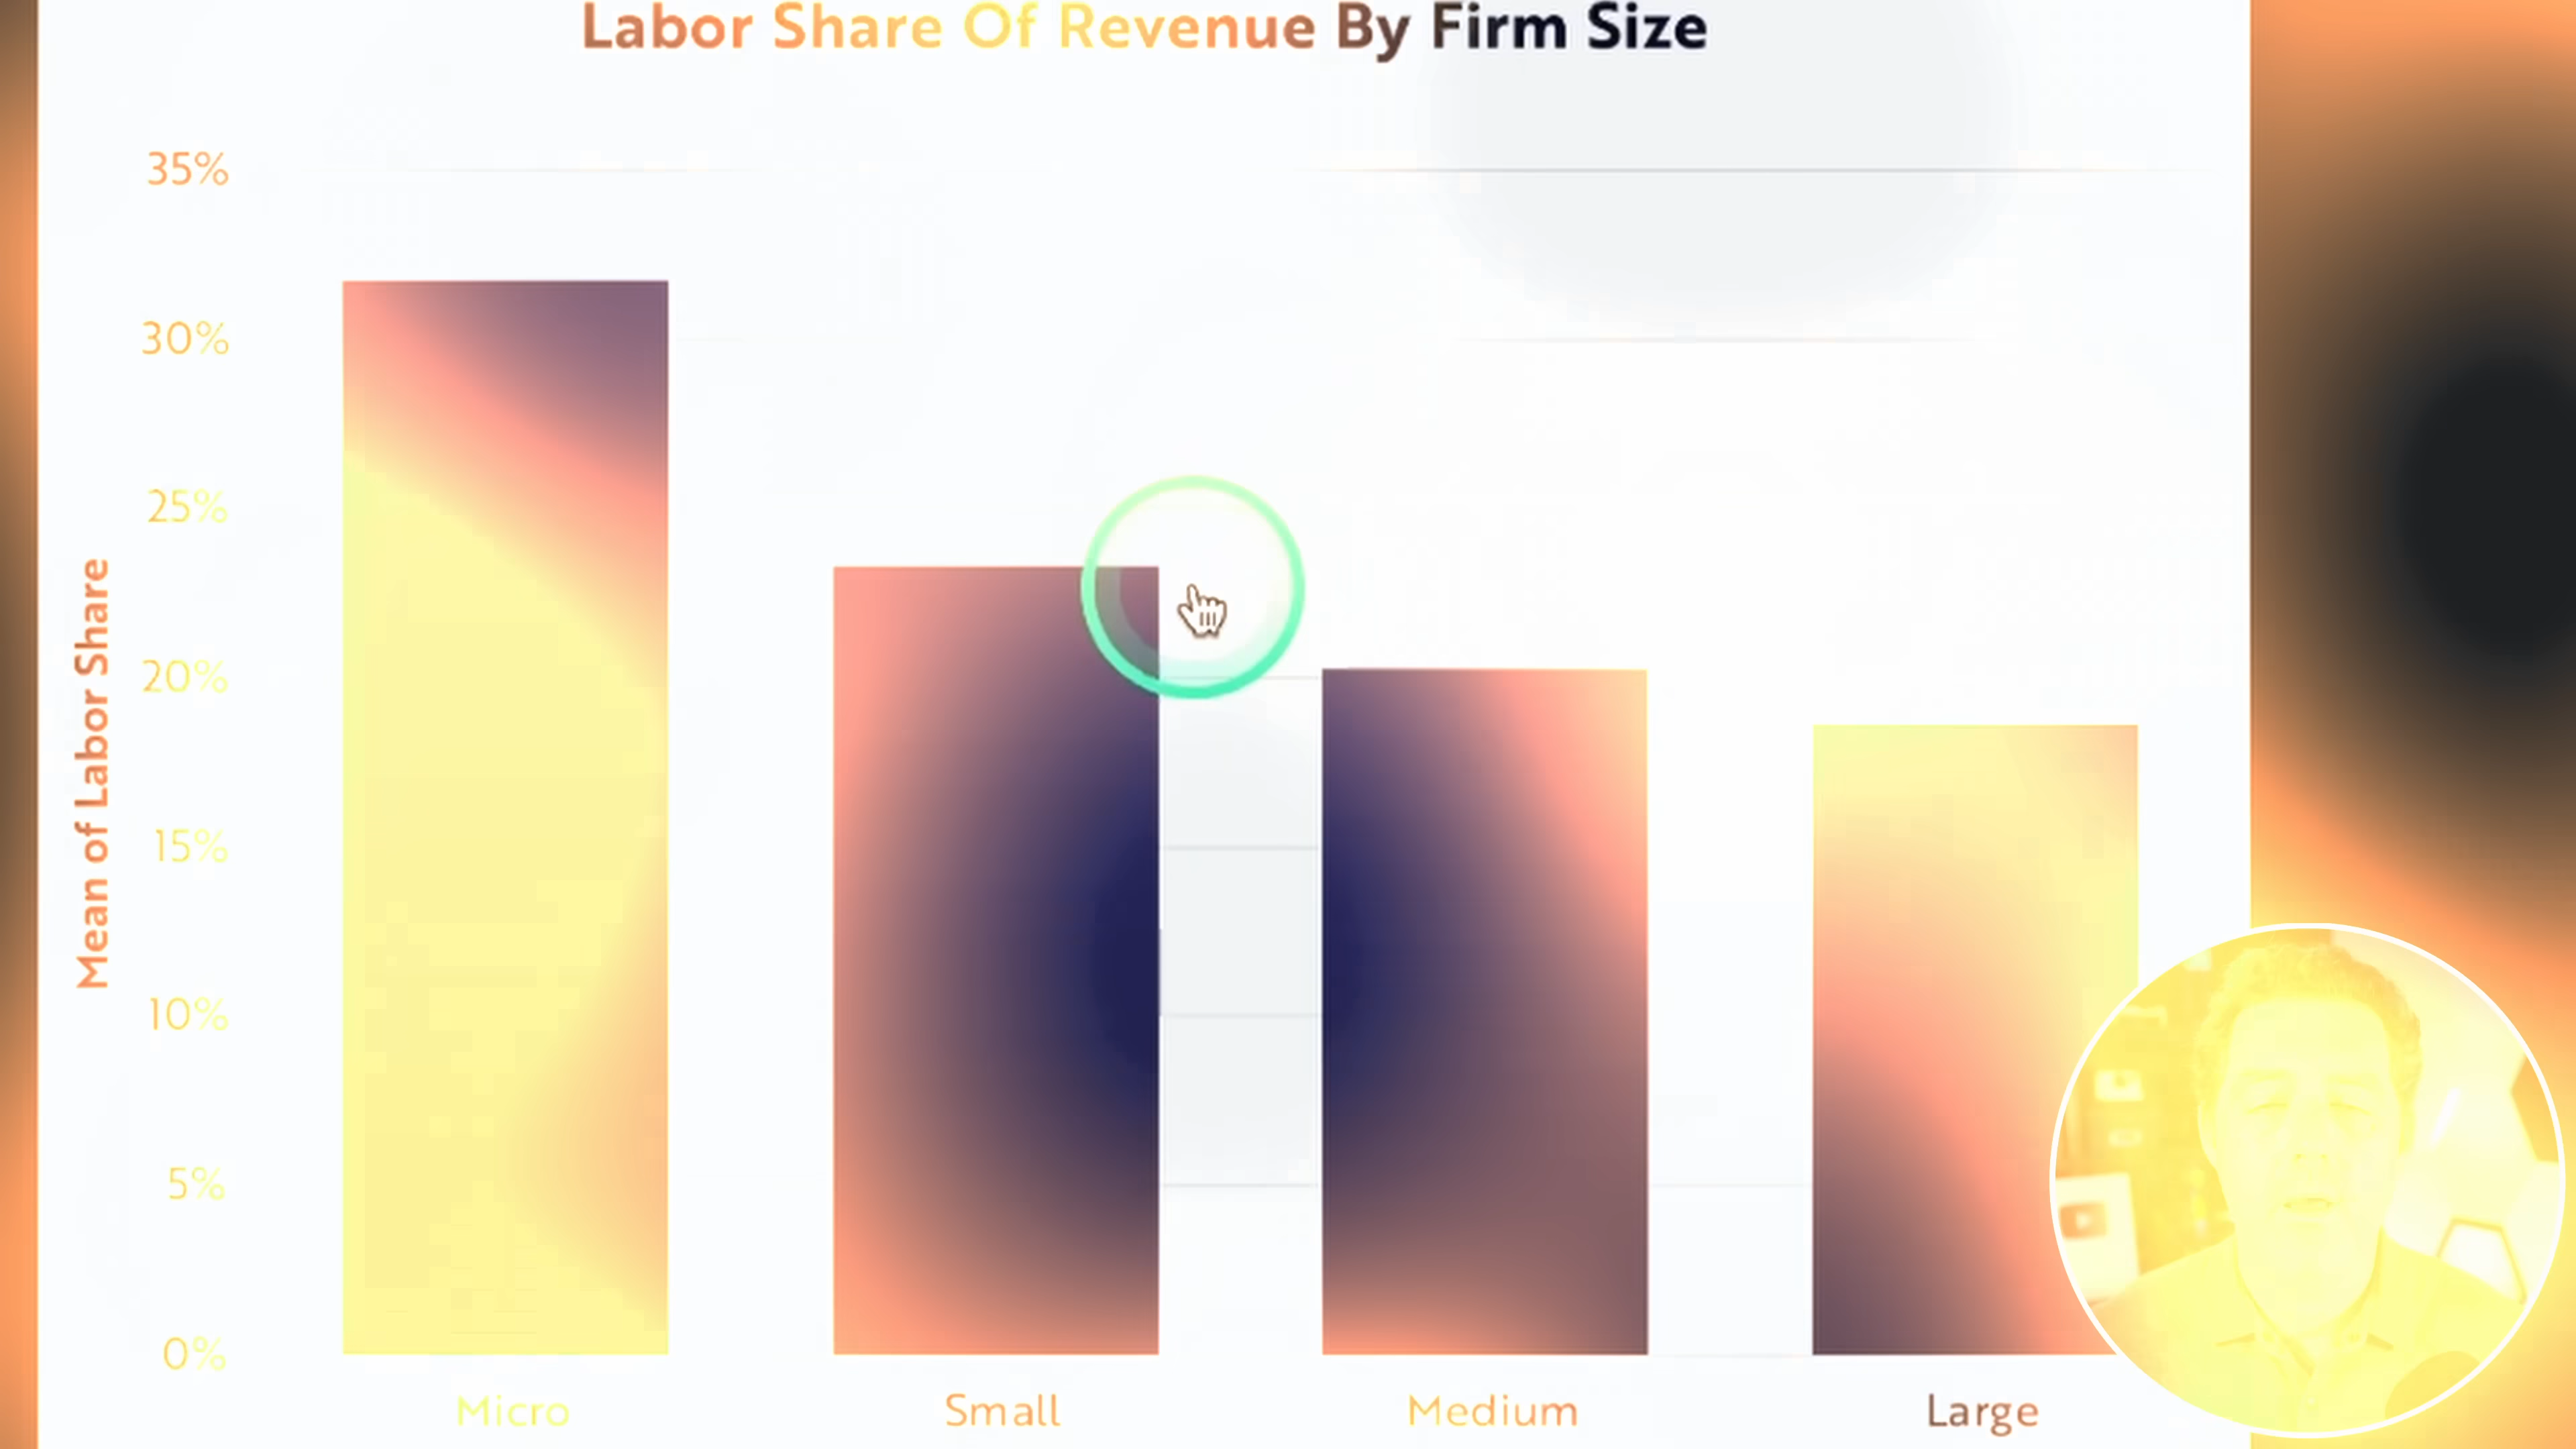 Labor Share Of Revenue By Firm Size
35%
30%
25%
20%
15%
10%
5%
0%
Mean of Labor Share
Micro
Small
Medium
Large